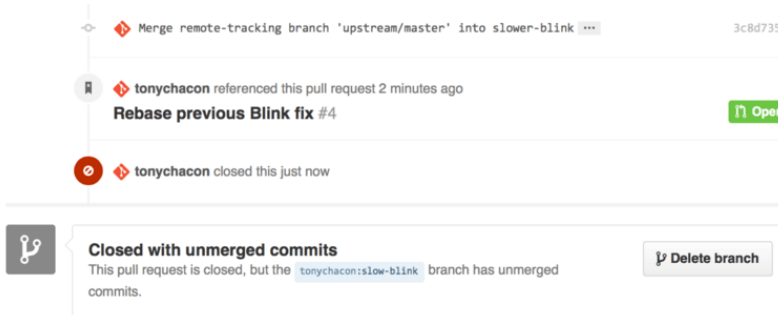 Merge remote-tracking branch 'upstream/master' into slower-blink ...
3c8d735
tonychacon referenced this pull request 2 minutes ago
Rebase previous Blink fix #4
Open
tonychacon closed this just now
Closed with unmerged commits
Delete branch
This pull request is closed, but the tonychacon:slow-blink branch has unmerged
commits.